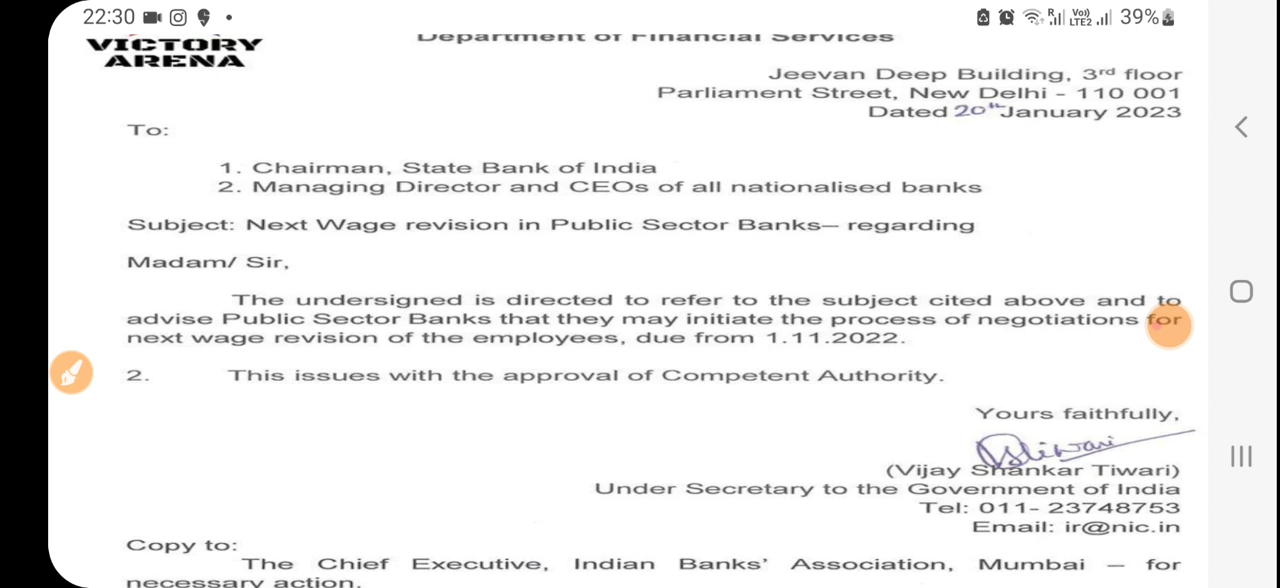 22:30
VoLTE2
39%
VICTORY
ARENA
Department of Financial Services
Jeevan Deep Building, 3rd floor
Parliament Street, New Delhi - 110 001
Dated 20th January 2023
To:
1. Chairman, State Bank of India
2. Managing Director and CEOs of all nationalised banks
Subject: Next Wage revision in Public Sector Banks– regarding
Madam/ Sir,
The undersigned is directed to refer to the subject cited above and to
advise Public Sector Banks that they may initiate the process of negotiations for
next wage revision of the employees, due from 1.11.2022.
2. This issues with the approval of Competent Authority.
Yours faithfully,
(Vijay Shankar Tiwari)
Under Secretary to the Government of India
Tel: 011- 23748753
Email: ir@nic.in
Copy to:
The Chief Executive, Indian Banks' Association, Mumbai – for
necessary action.